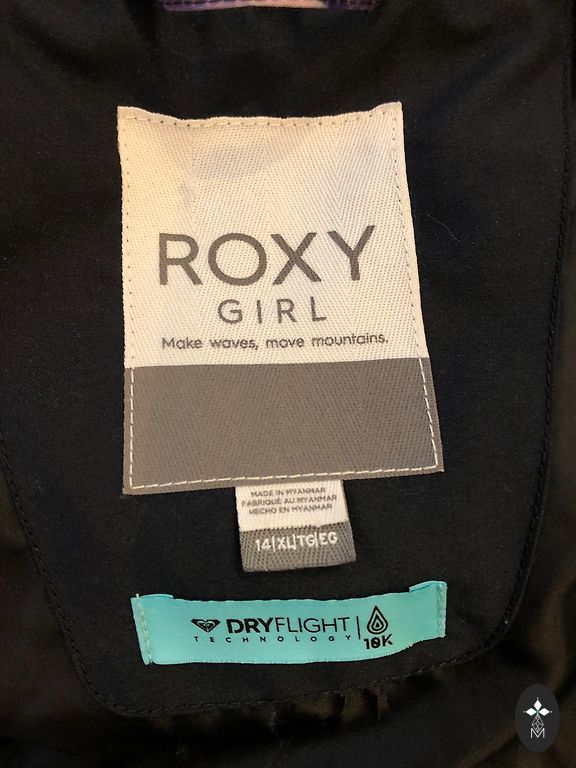 ROXY
GIRL
Make waves, move mountains.
MADE IN MYANMAR
FABRIQUÉ AU MYANMAR
HECHO EN MYANMAR
14|XL|TG|EG
DRYFLIGHT
TECHNOLOGY
10K
M